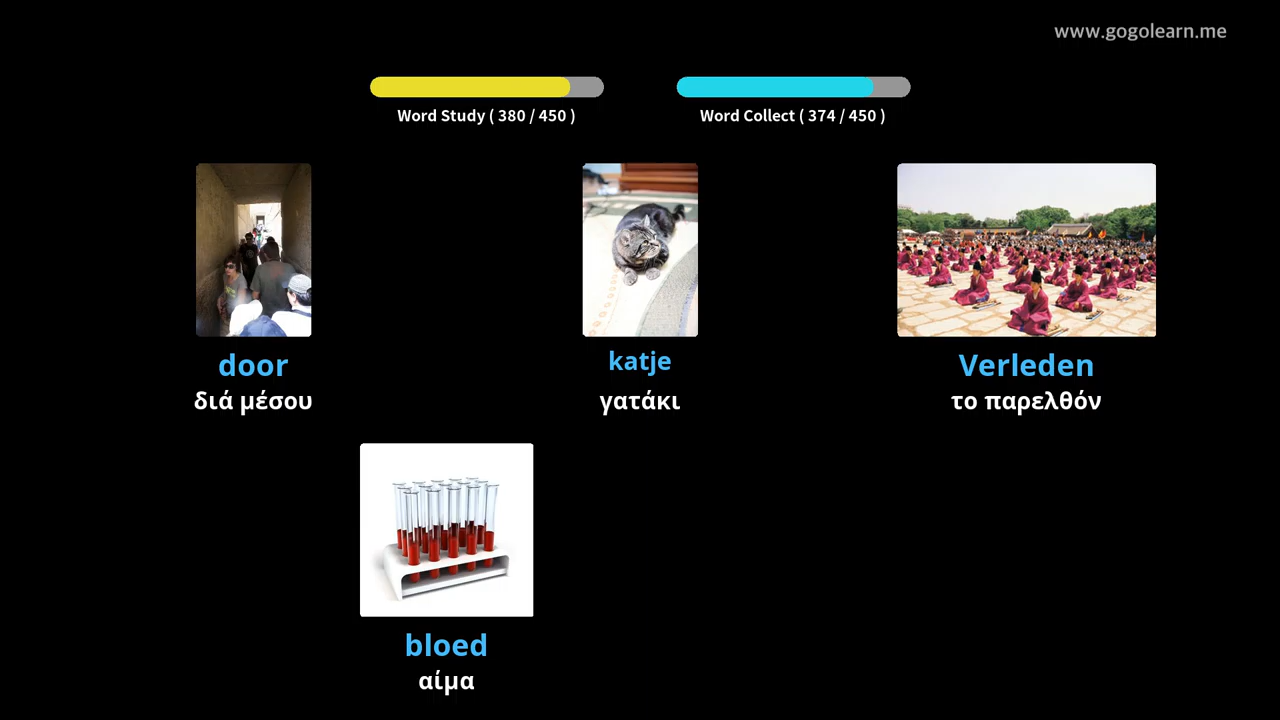 www.gogolearn.me
Word Study ( 380 / 450 )
Word Collect ( 374 / 450 )
door
διά μέσου
katje
γατάκι
Verleden
το παρελθόν
bloed
αίμα